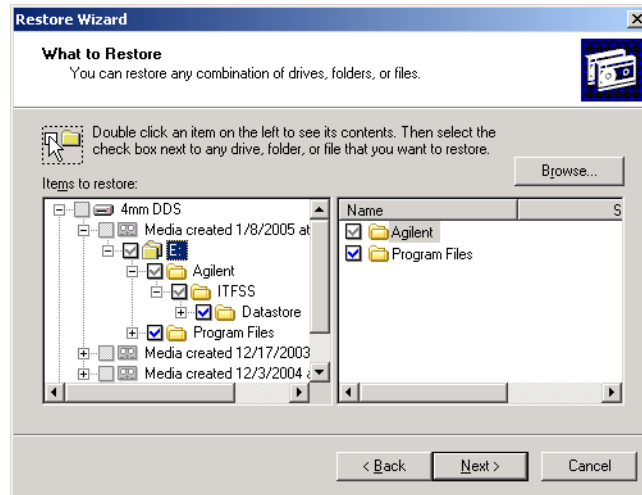 Restore Wizard
What to Restore
You can restore any combination of drives, folders, or files.
Double click an item on the left to see its contents. Then select the
check box next to any drive, folder, or file that you want to restore.
Browse...
Items to restore:
4mm DDS
Media created 1/8/2005 at
E:
Agilent
ITFSS
Datastore
Program Files
Media created 12/17/2003
Media created 12/3/2004 a
Name S
Agilent
Program Files
< Back Next > Cancel